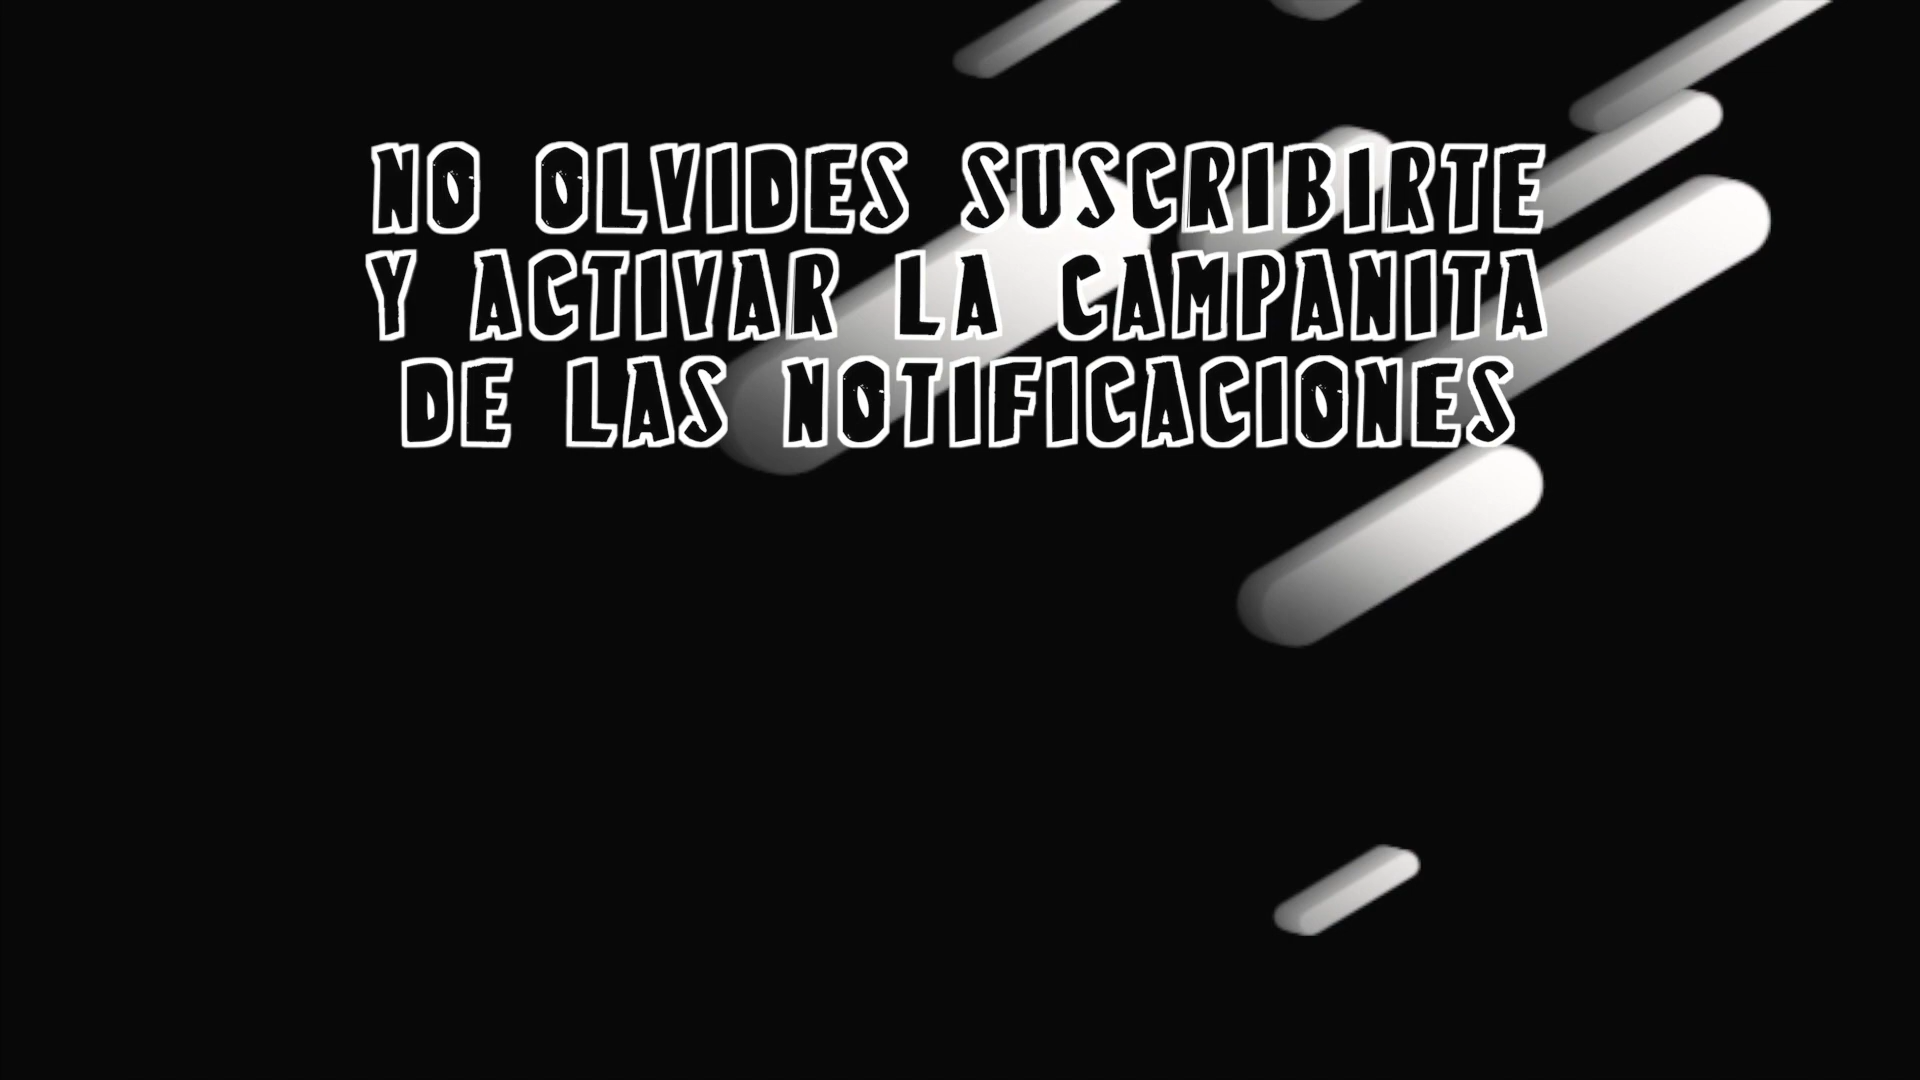 NO OLVIDES SUSCRIBIRTE
Y ACTIVAR LA CAMPANITA
DE LAS NOTIFICACIONES